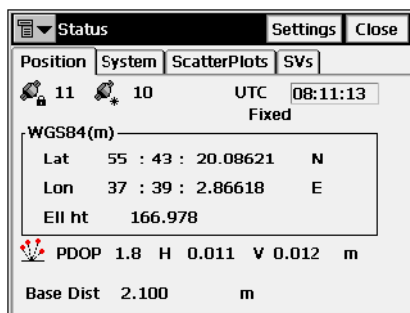 Status Settings Close
Position System ScatterPlots SVs
11 10 UTC 08:11:13
Fixed
WGS84(m)
Lat 55 : 43 : 20.08621 N
Lon 37 : 39 : 2.86618 E
Ell ht 166.978
PDOP 1.8 H 0.011 V 0.012 m
Base Dist 2.100 m